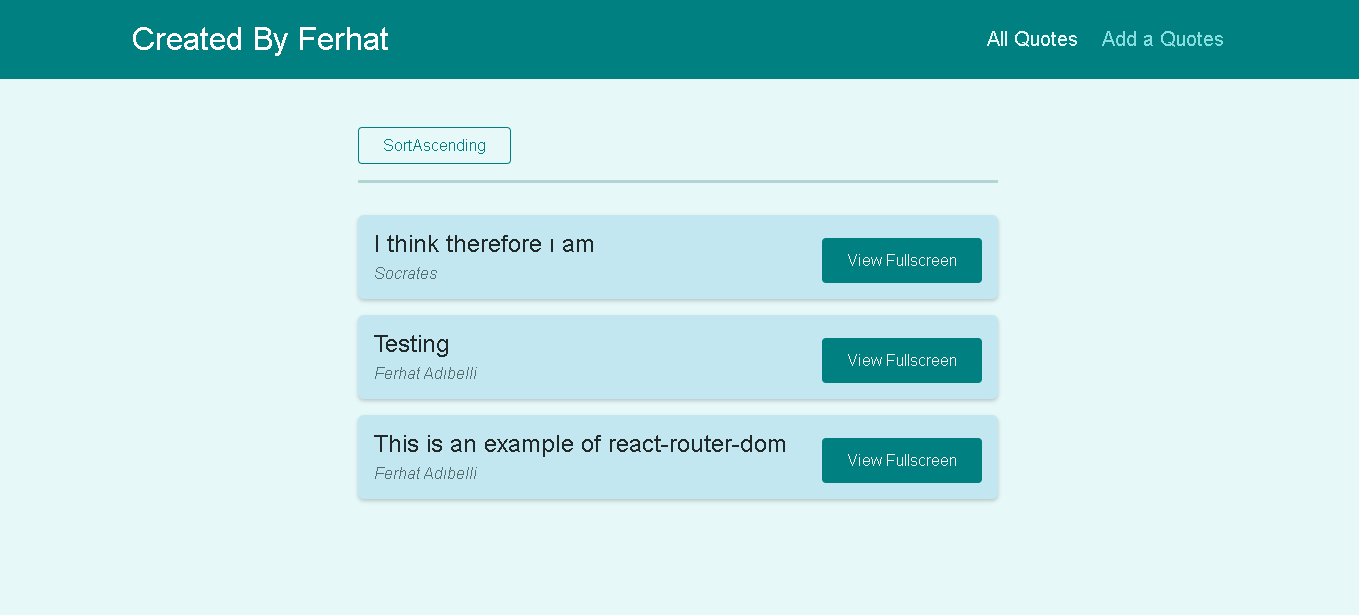 Created By Ferhat
All Quotes
Add a Quotes
SortAscending
I think therefore ı am
Socrates
View Fullscreen
Testing
Ferhat Adıbelli
View Fullscreen
This is an example of react-router-dom
Ferhat Adıbelli
View Fullscreen